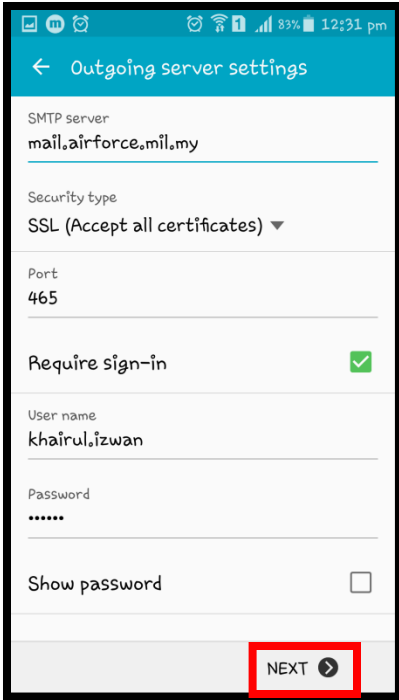 83% 12:31 pm
Outgoing server settings
SMTP server
mail.airforce.mil.my
Security type
SSL (Accept all certificates)
Port
465
Require sign-in
User name
khairul.izwan
Password
••••••
Show password
NEXT